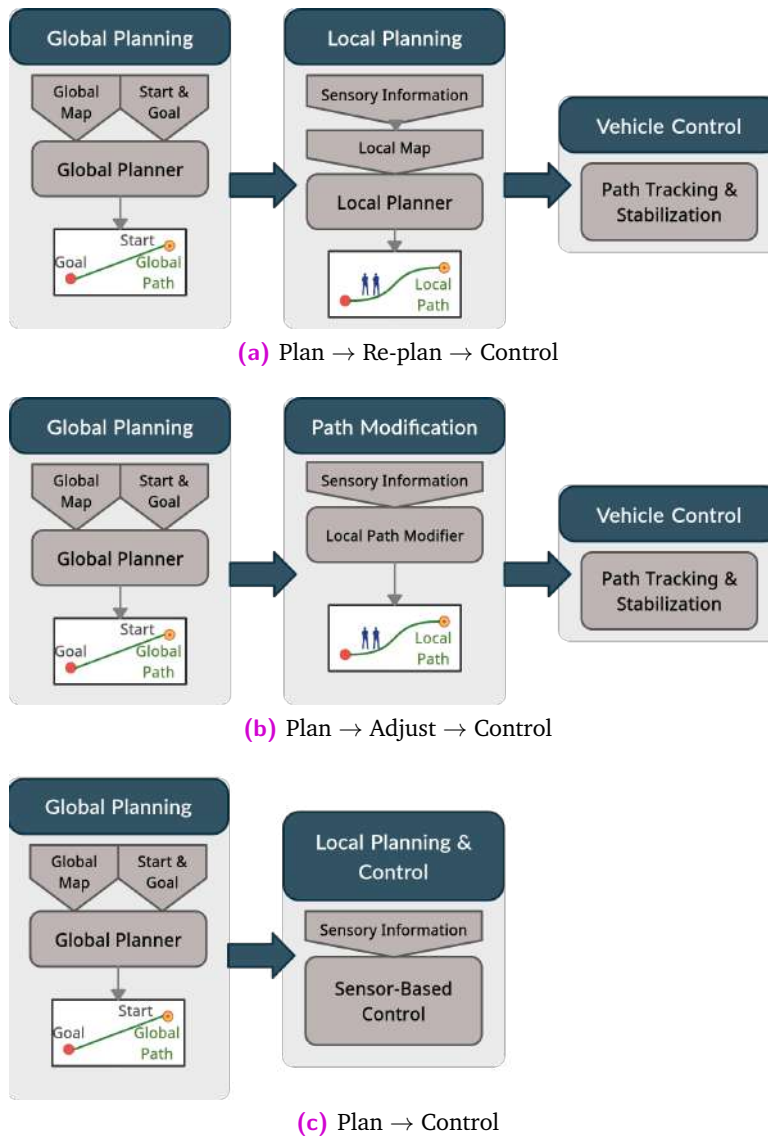 Global Planning
Global
Map
Start &
Goal
Global Planner
Start
Goal
Global
Path
Local Planning
Sensory Information
Local Map
Local Planner
Local
Path
Vehicle Control
Path Tracking &
Stabilization
(a) Plan → Re-plan → Control
Global Planning
Global
Map
Start &
Goal
Global Planner
Start
Goal
Global
Path
Path Modification
Sensory Information
Local Path Modifier
Local
Path
Vehicle Control
Path Tracking &
Stabilization
(b) Plan → Adjust → Control
Global Planning
Global
Map
Start &
Goal
Global Planner
Start
Goal
Global
Path
Local Planning &
Control
Sensory Information
Sensor-Based
Control
(c) Plan → Control